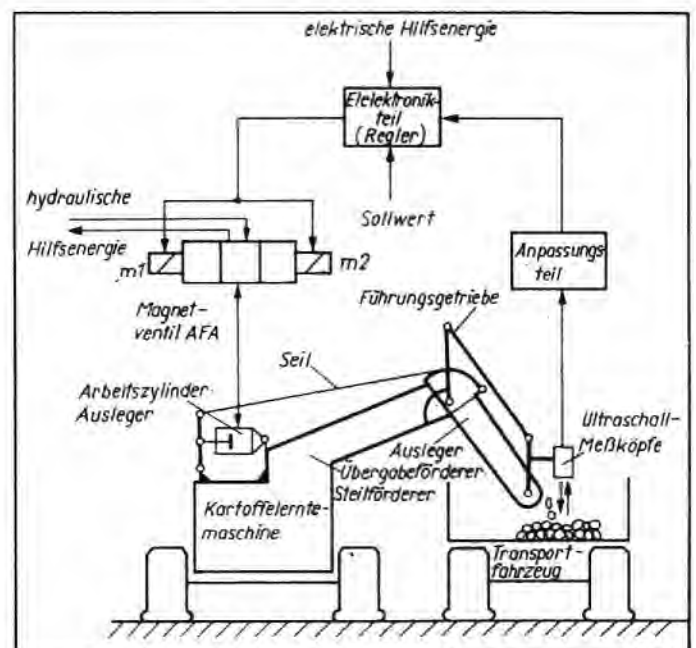 elektrische Hilfsenergie
Elelektronik-
teil
(Regler)
hydraulische
Hilfsenergie
Sollwert
m1
m2
Anpassungs-
teil
Magnet-
ventil AFA
Führungsgetriebe
Seil
Arbeitszylinder
Ausleger
Ultraschall-
Meßköpfe
Ausleger
Übergabeförderer
Steilförderer
Kartoffelernte-
maschine
Transport-
fahrzeug